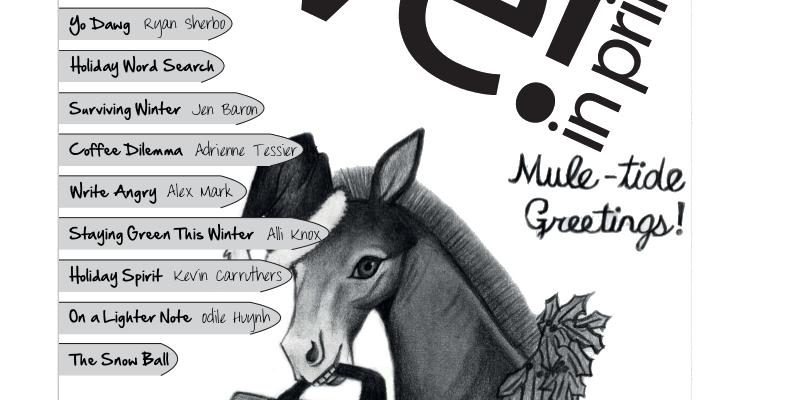 Yo Dawg Ryan Sherbo
Holiday Word Search
Surviving Winter Jen Baron
Coffee Dilemma Adrienne Tessier
Write Angry Alex Mark
Staying Green This Winter Alli Knox
Holiday Spirit Kevin Carruthers
On a Lighter Note Odile Huynh
The Snow Ball
in print
Mule-tide
Greetings!